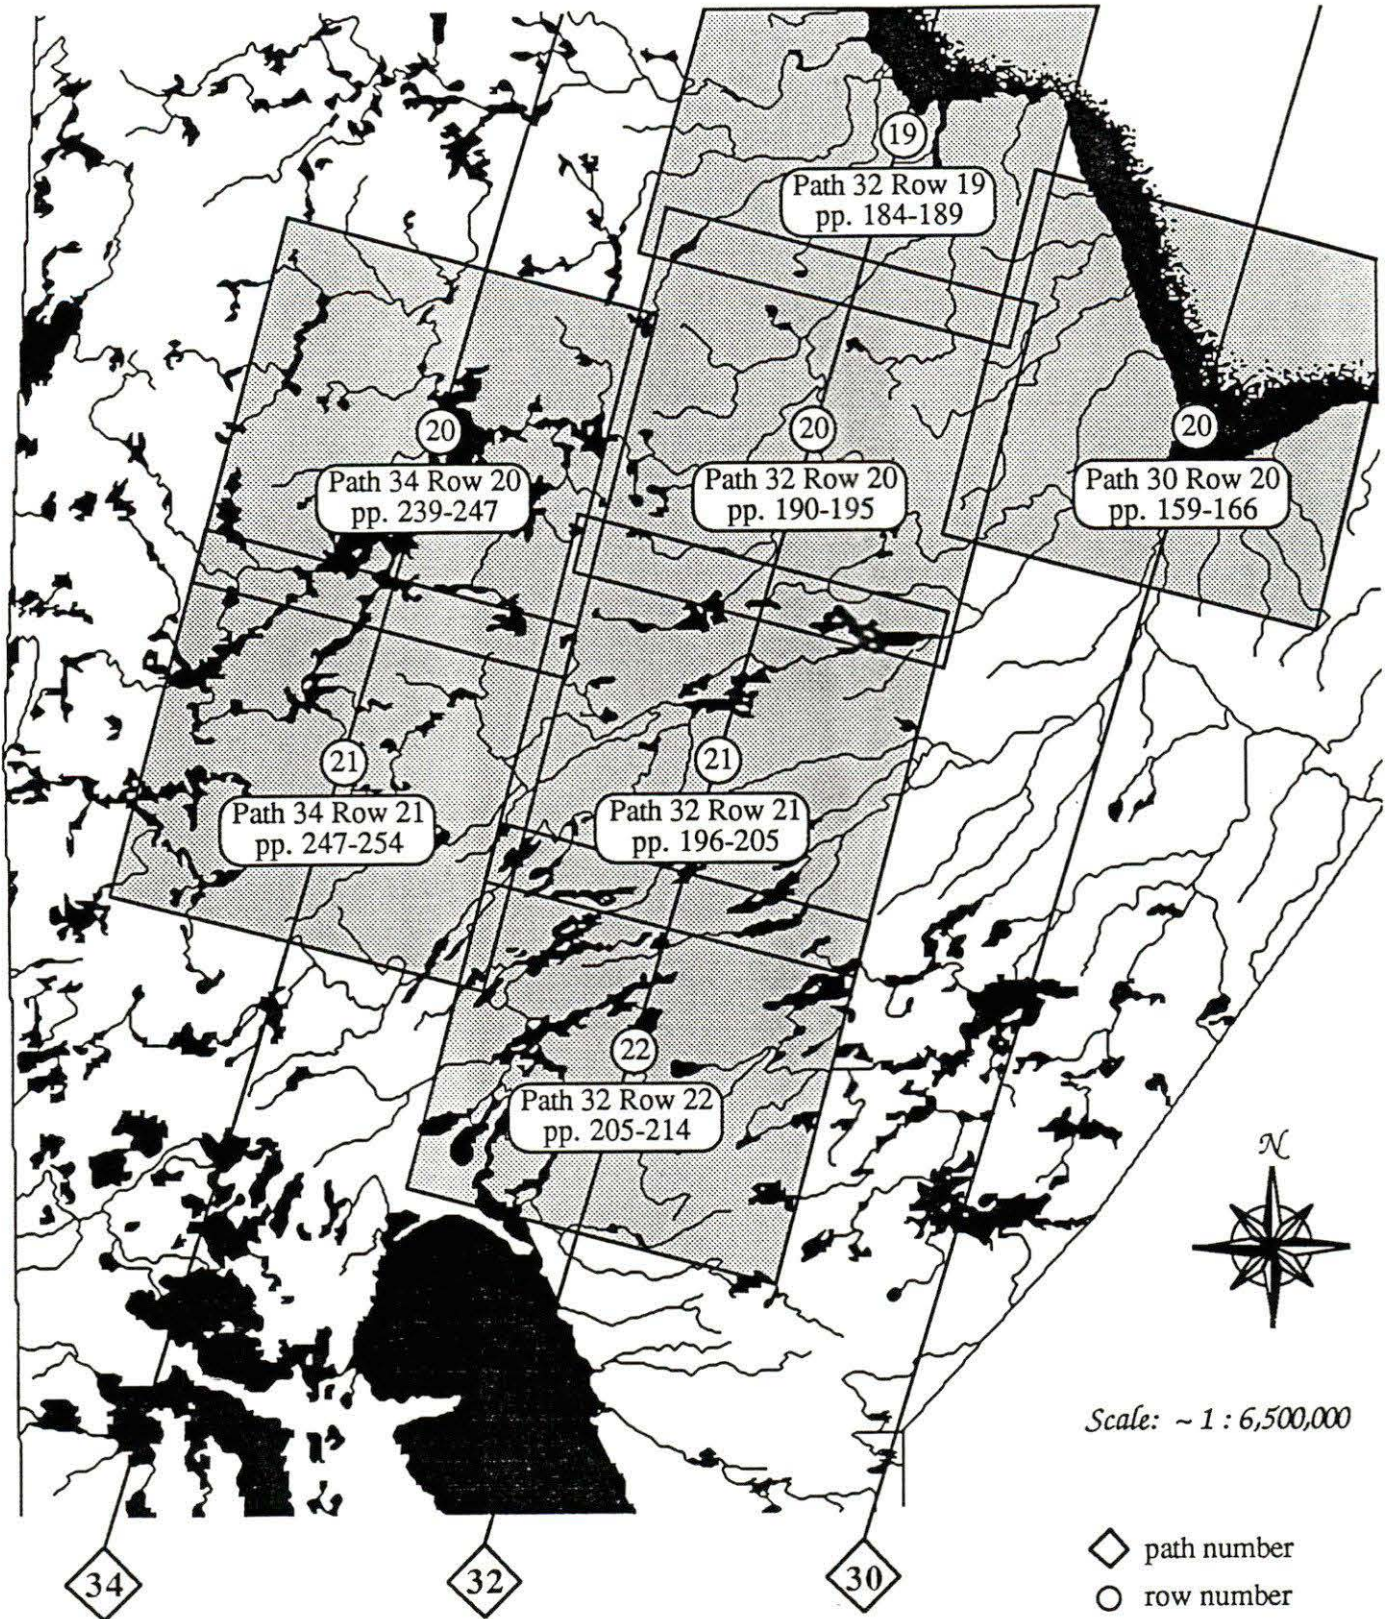 19
Path 32 Row 19
pp. 184-189
20
Path 34 Row 20
pp. 239-247
20
Path 32 Row 20
pp. 190-195
20
Path 30 Row 20
pp. 159-166
21
Path 34 Row 21
pp. 247-254
21
Path 32 Row 21
pp. 196-205
22
Path 32 Row 22
pp. 205-214
N
Scale: ~ 1 : 6,500,000
path number
row number
34
32
30